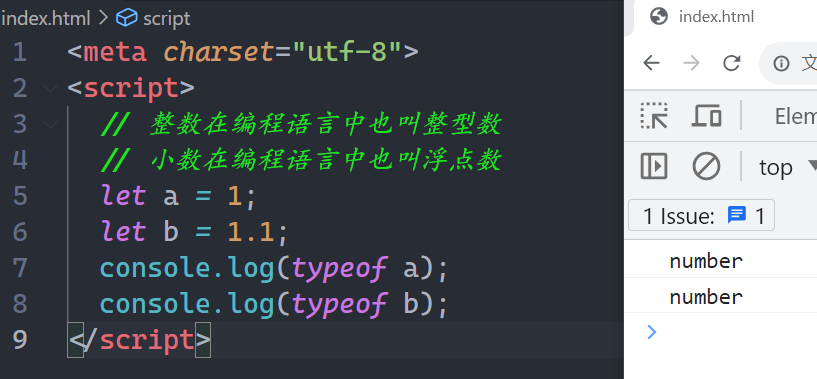 index.html > script
1 <meta charset="utf-8">
2 <script>
3 // 整数在编程语言中也叫整型数
4 // 小数在编程语言中也叫浮点数
5 let a = 1;
6 let b = 1.1;
7 console.log(typeof a);
8 console.log(typeof b);
9 </script>
index.html
文
Elem
top
1 Issue: 1
number
number
>